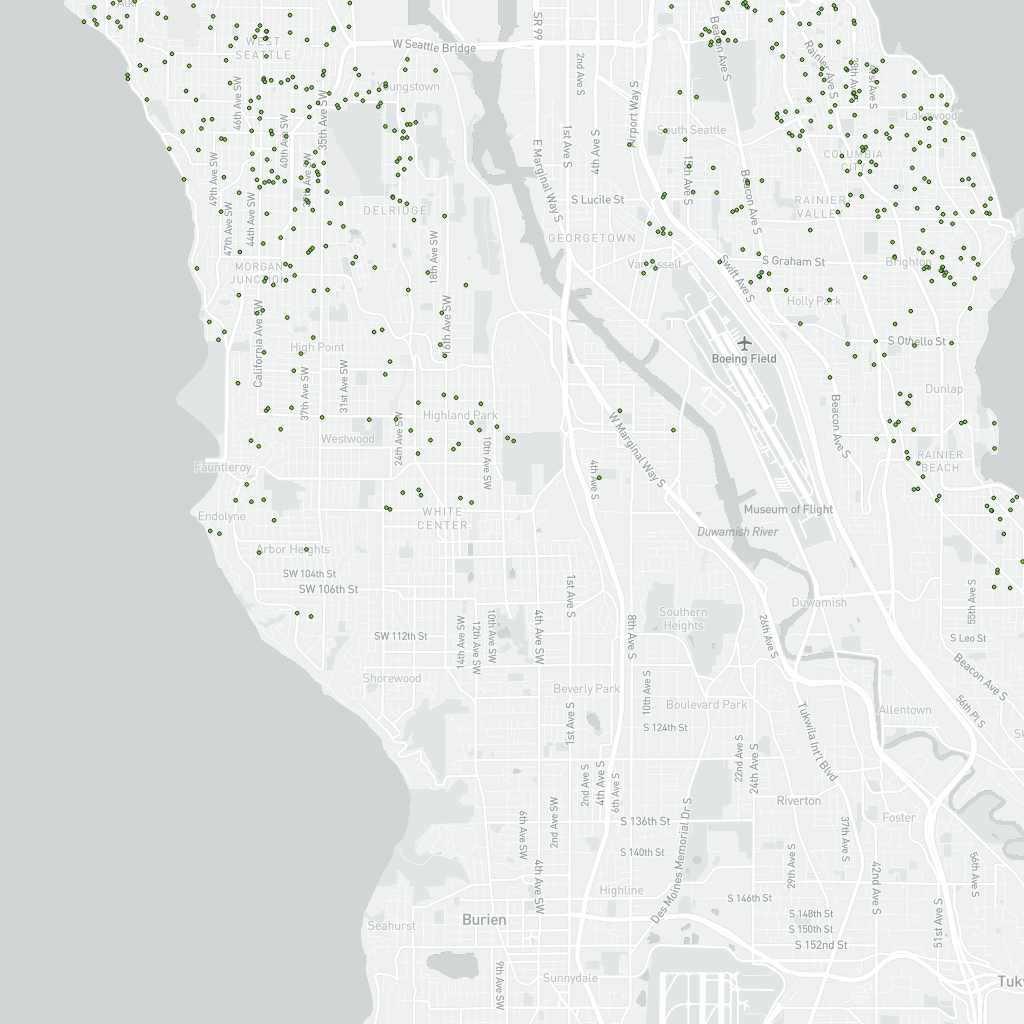 Alki
WEST
SEATTLE
W Seattle Bridge
SR 99
2nd Ave S
Beacon Ave S
Rainier Ave S
38th Ave S
46th Ave SW
40th Ave SW
35th Ave SW
1st Ave S
4th Ave S
Airport Way S
South Seattle
Lakewood
COLUMBIA
CITY
49th Ave SW
E Marginal Way S
15th Ave S
Beacon Ave S
47th Ave SW
44th Ave SW
DELRIDGE
S Lucile St
RAINIER
VALLEY
GEORGETOWN
18th Ave SW
MORGAN
JUNCTION
Swift Ave S
S Graham St
Brighton
Holly Park
California Ave SW
16th Ave SW
High Point
Boeing Field
S Othello St
37th Ave SW
31st Ave SW
Dunlap
Highland Park
Beacon Ave S
Westwood
24th Ave SW
10th Ave SW
W Marginal Way S
4th Ave S
RAINIER
BEACH
Fauntleroy
Endolyne
WHITE
CENTER
Museum of Flight
Duwamish River
Arbor Heights
SW 104th St
SW 106th St
1st Ave S
Duwamish
55th Ave S
Southern
Heights
SW 112th St
14th Ave SW
12th Ave SW
10th Ave SW
4th Ave SW
8th Ave S
26th Ave S
S Leo St
Beacon Ave S
Shorewood
Beverly Park
10th Ave S
Boulevard Park
56th Pl S
Allentown
1st Ave S
S 124th St
Tukwila Int'l Blvd
22nd Ave S
24th Ave S
2nd Ave S
4th Ave S
6th Ave S
Riverton
Foster
6th Ave SW
2nd Ave SW
S 136th St
Des Moines Memorial Dr S
37th Ave S
S 140th St
29th Ave S
42nd Ave S
56th Ave S
4th Ave SW
Highline
S 146th St
51st Ave S
Seahurst
Burien
S 148th St
S 150th St
S 152nd St
9th Ave SW
Sunnydale